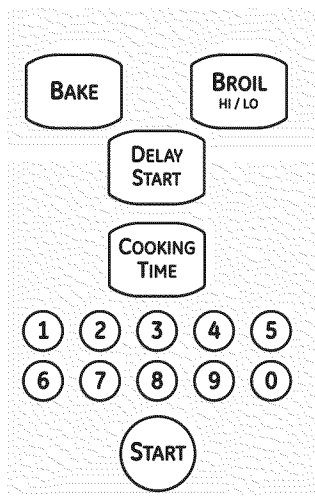 BAKE
BROIL
HI / LO
DELAY
START
COOKING
TIME
1 2 3 4 5
6 7 8 9 0
START